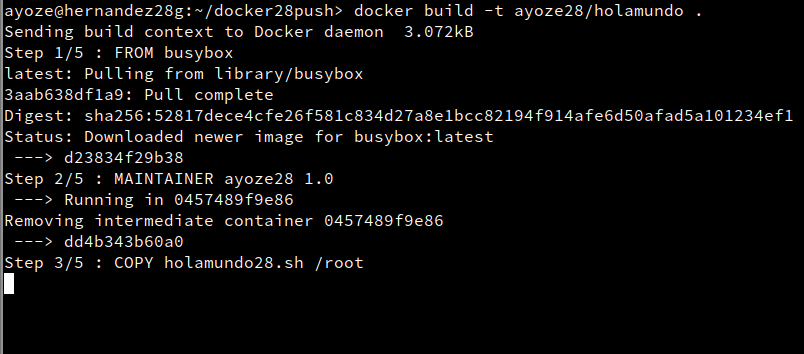 ayoze@hernandez28g:~/docker28push> docker build -t ayoze28/holamundo .
Sending build context to Docker daemon  3.072kB
Step 1/5 : FROM busybox
latest: Pulling from library/busybox
3aab638df1a9: Pull complete
Digest: sha256:52817dece4cfe26f581c834d27a8e1bcc82194f914afe6d50afad5a101234ef1
Status: Downloaded newer image for busybox:latest
 ---> d23834f29b38
Step 2/5 : MAINTAINER ayoze28 1.0
 ---> Running in 0457489f9e86
Removing intermediate container 0457489f9e86
 ---> dd4b343b60a0
Step 3/5 : COPY holamundo28.sh /root